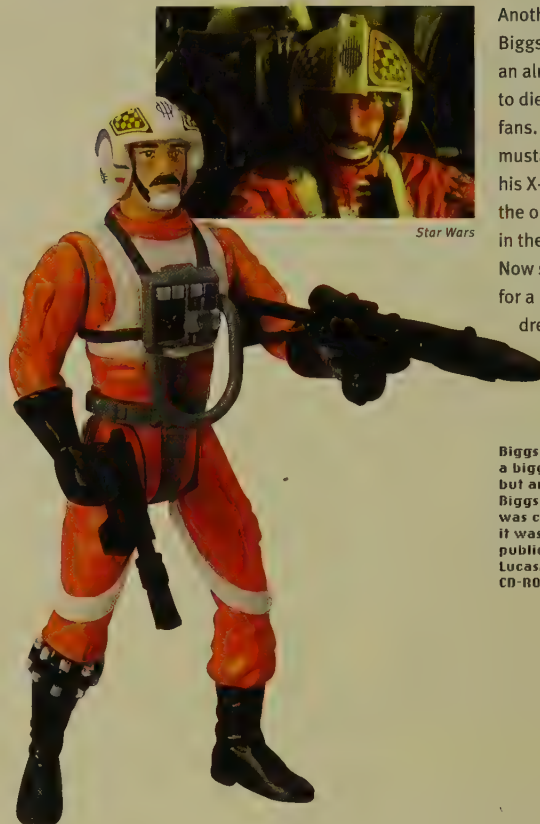 Star Wars
Anoth
Biggs
an al
to die
fans.
must
his X-
the o
in the
Now s
for a
dre
Biggs
a bigg
but a
Biggs
was c
it was
public
Lucas
CD-RO